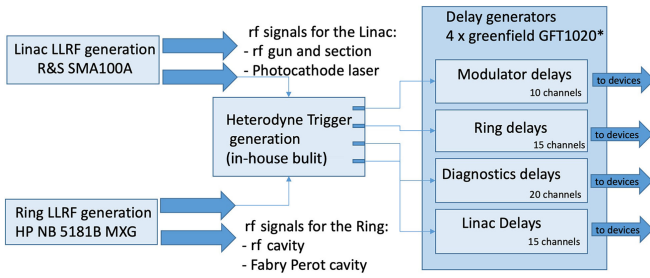 Linac LLRF generation
R&S SMA100A
rf signals for the Linac:
- rf gun and section
- Photocathode laser
Heterodyne Trigger
generation
(in-house bulit)
Ring LLRF generation
HP NB 5181B MXG
rf signals for the Ring:
- rf cavity
- Fabry Perot cavity
Delay generators
4 x greenfield GFT1020*
Modulator delays
10 channels
to devices
Ring delays
15 channels
to devices
Diagnostics delays
20 channels
to devices
Linac Delays
15 channels
to devices